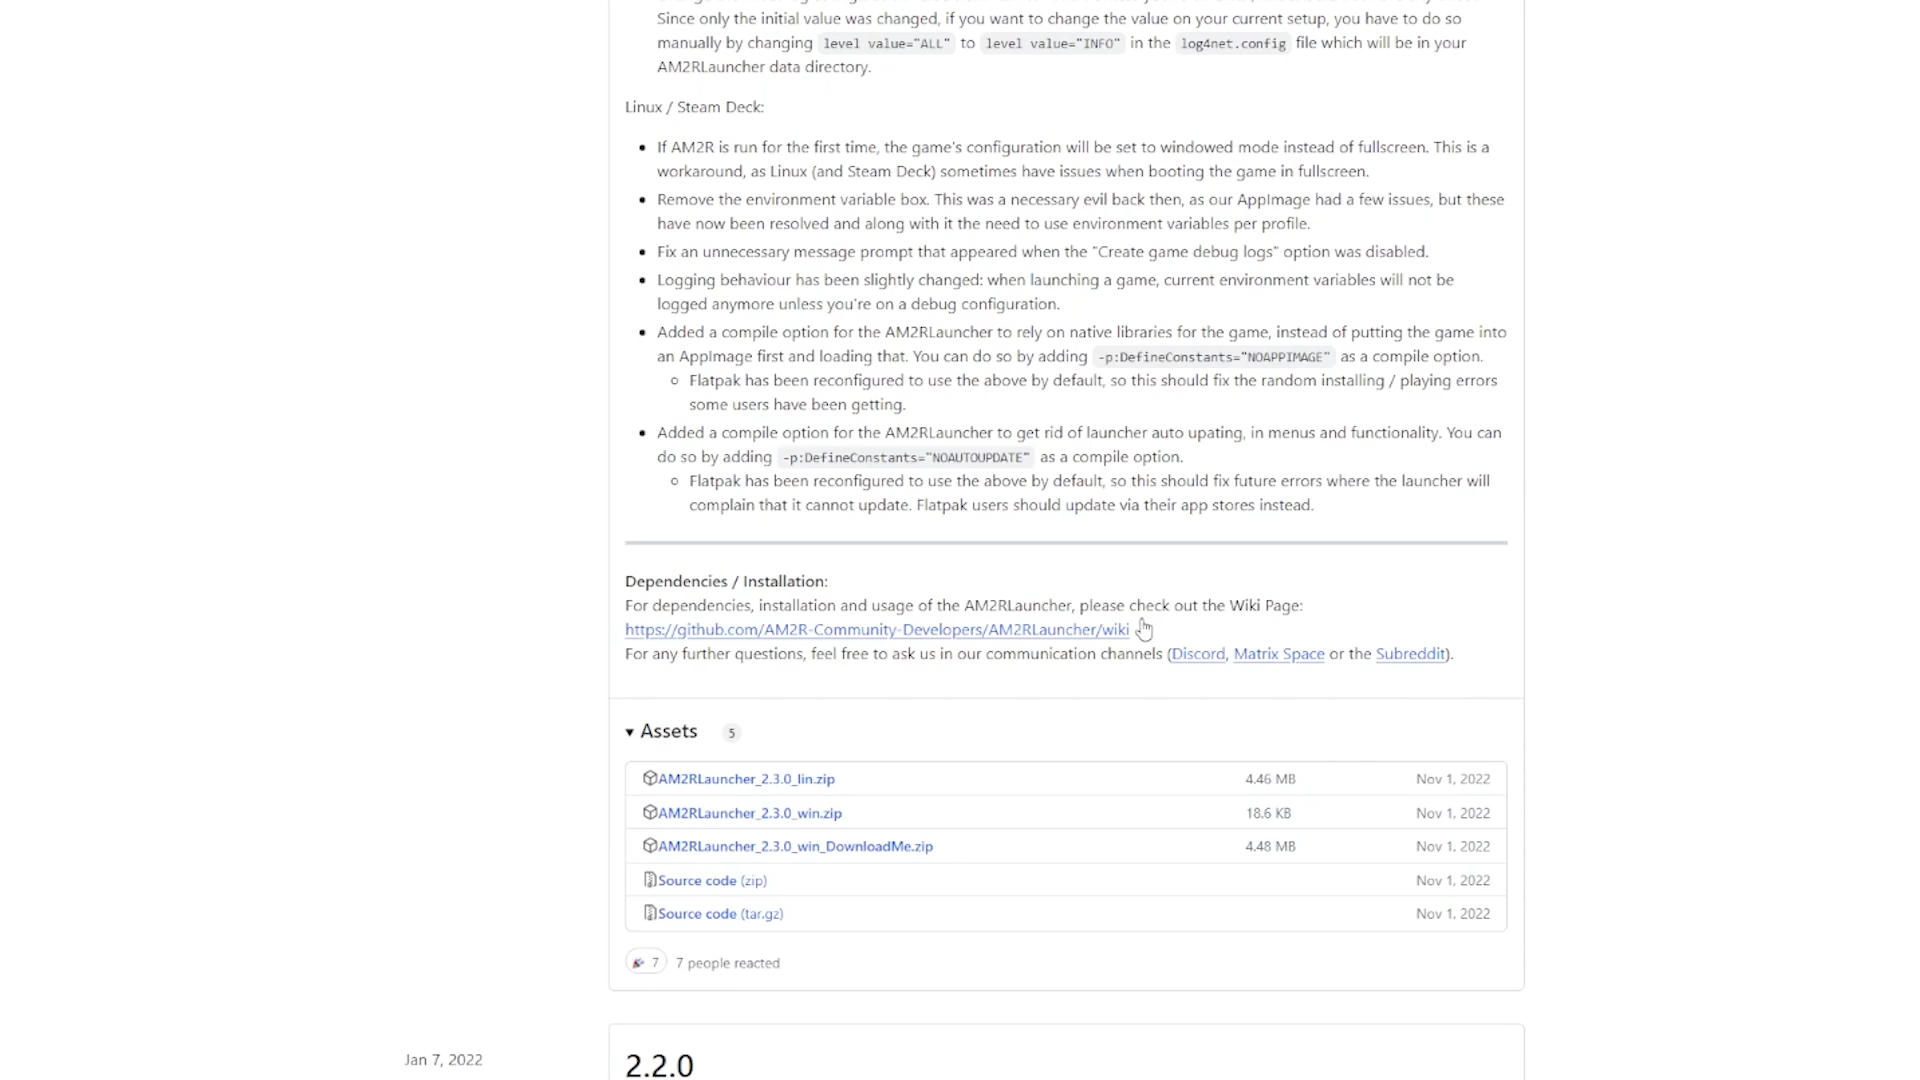 Since only the initial value was changed, if you want to change the value on your current setup, you have to do so
manually by changing level value="ALL" to level value="INFO" in the log4net.config file which will be in your
AM2RLauncher data directory.
Linux / Steam Deck:
If AM2R is run for the first time, the game's configuration will be set to windowed mode instead of fullscreen. This is a
workaround, as Linux (and Steam Deck) sometimes have issues when booting the game in fullscreen.
Remove the environment variable box. This was a necessary evil back then, as our AppImage had a few issues, but these
have now been resolved and along with it the need to use environment variables per profile.
Fix an unnecessary message prompt that appeared when the "Create game debug logs" option was disabled.
Logging behaviour has been slightly changed: when launching a game, current environment variables will not be
logged anymore unless you're on a debug configuration.
Added a compile option for the AM2RLauncher to rely on native libraries for the game, instead of putting the game into
an AppImage first and loading that. You can do so by adding -p:DefineConstants="NOAPPIMAGE" as a compile option.
Flatpak has been reconfigured to use the above by default, so this should fix the random installing / playing errors
some users have been getting.
Added a compile option for the AM2RLauncher to get rid of launcher auto upating, in menus and functionality. You can
do so by adding -p:DefineConstants="NOAUTOUPDATE" as a compile option.
Flatpak has been reconfigured to use the above by default, so this should fix future errors where the launcher will
complain that it cannot update. Flatpak users should update via their app stores instead.
Dependencies / Installation:
For dependencies, installation and usage of the AM2RLauncher, please check out the Wiki Page:
https://github.com/AM2R-Community-Developers/AM2RLauncher/wiki
For any further questions, feel free to ask us in our communication channels (Discord, Matrix Space or the Subreddit).
Assets 5
AM2RLauncher_2.3.0_lin.zip 4.46 MB Nov 1, 2022
AM2RLauncher_2.3.0_win.zip 18.6 KB Nov 1, 2022
AM2RLauncher_2.3.0_win_DownloadMe.zip 4.48 MB Nov 1, 2022
Source code (zip) Nov 1, 2022
Source code (tar.gz) Nov 1, 2022
7 7 people reacted
Jan 7, 2022
2.2.0